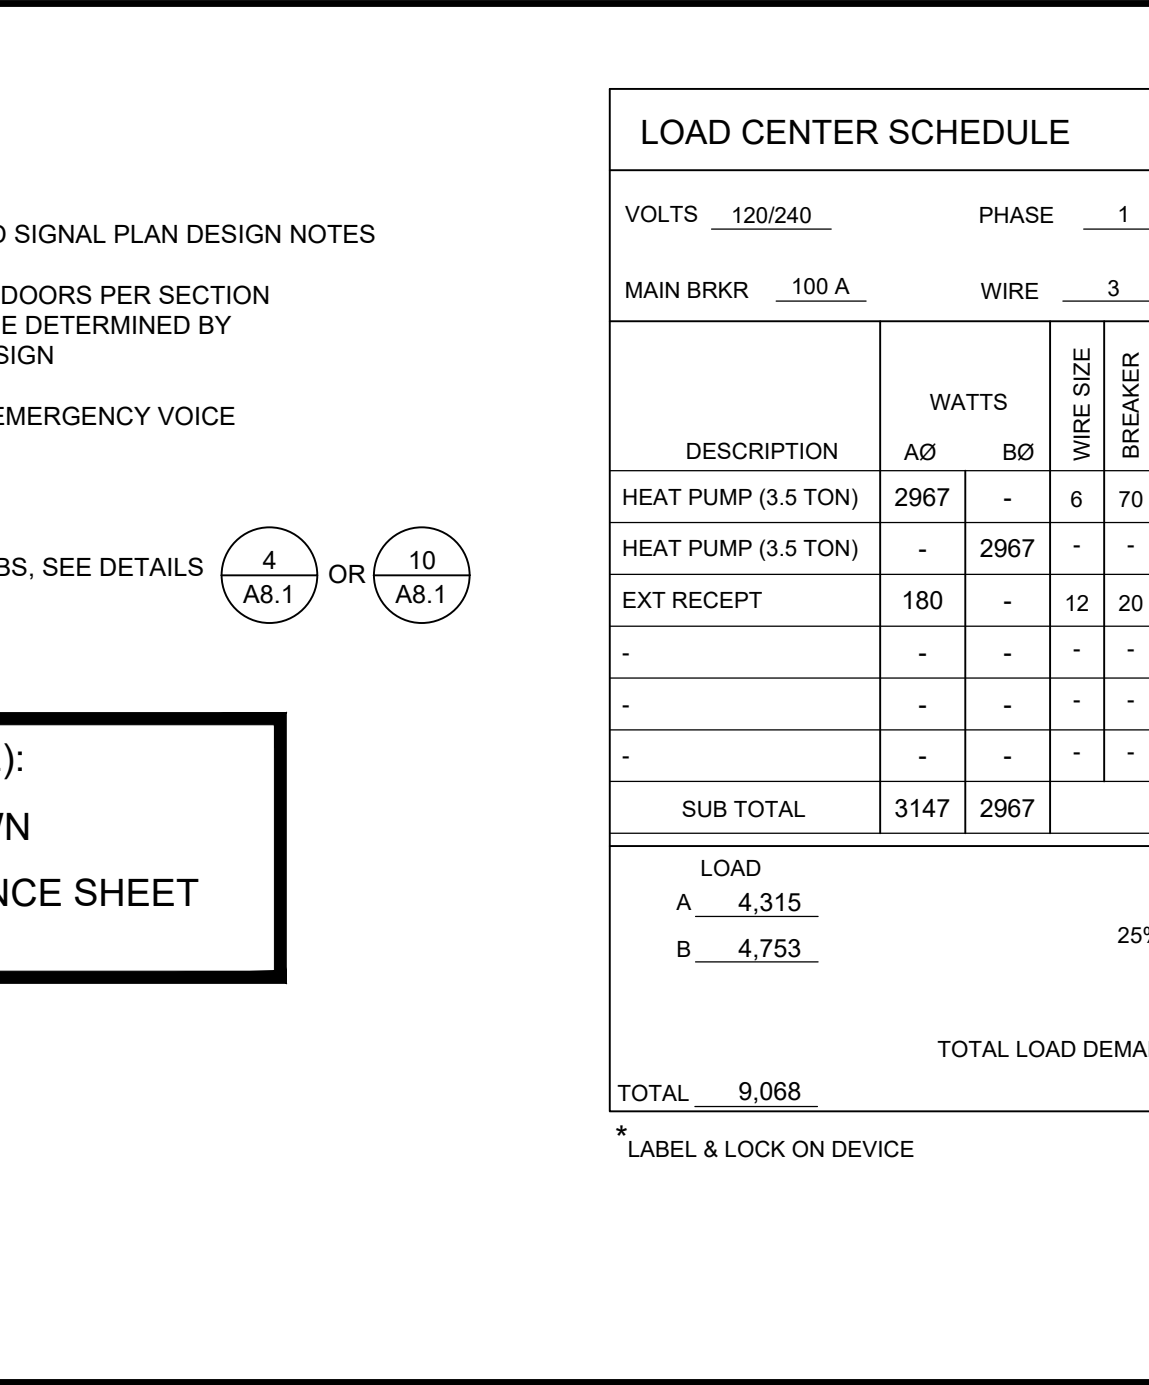 SIGNAL PLAN DESIGN NOTES
DOORS PER SECTION
E DETERMINED BY
SIGN
EMERGENCY VOICE
BS, SEE DETAILS 4 A8.1 OR 10 A8.1
):
NCE SHEET
LOAD CENTER SCHEDULE
VOLTS 120/240 PHASE 1
MAIN BRKR 100 A WIRE 3
DESCRIPTION WATTS AØ BØ WIRE SIZE BREAKER
HEAT PUMP (3.5 TON) 2967 - 6 70
HEAT PUMP (3.5 TON) - 2967 - -
EXT RECEPT 180 - 12 20
- - - - -
- - - - -
- - - - -
SUB TOTAL 3147 2967
LOAD
A 4,315
25%
B 4,753
TOTAL LOAD DEMA
TOTAL 9,068
*LABEL & LOCK ON DEVICE